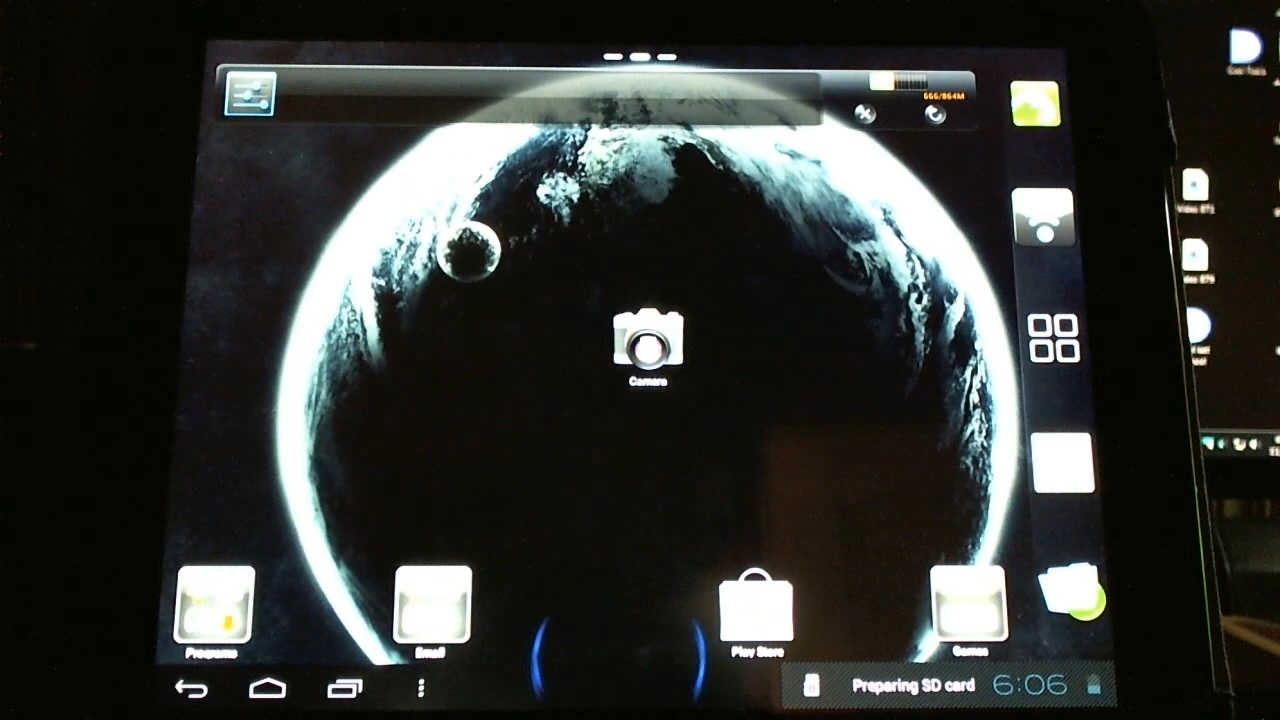 666/864M
Camera
Programs
Email
Play Store
Games
Preparing SD card
6:06